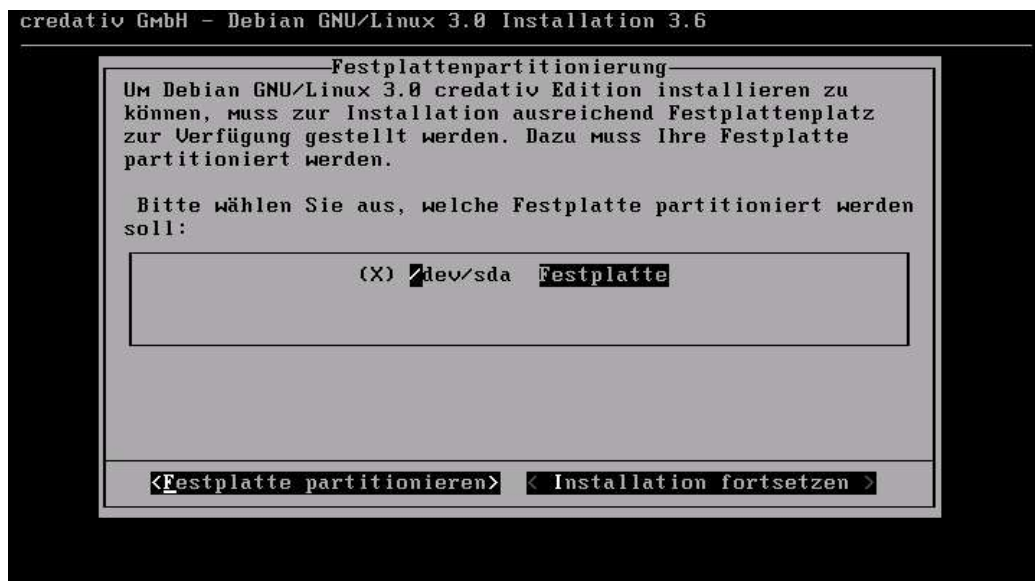 credativ GmbH - Debian GNU/Linux 3.0 Installation 3.6
Festplattenpartitionierung
Um Debian GNU/Linux 3.0 credativ Edition installieren zu
können, muss zur Installation ausreichend Festplattenplatz
zur Verfügung gestellt werden. Dazu muss Ihre Festplatte
partitioniert werden.
Bitte wählen Sie aus, welche Festplatte partitioniert werden
soll:
(X) /dev/sda Festplatte
<Festplatte partitionieren> < Installation fortsetzen >